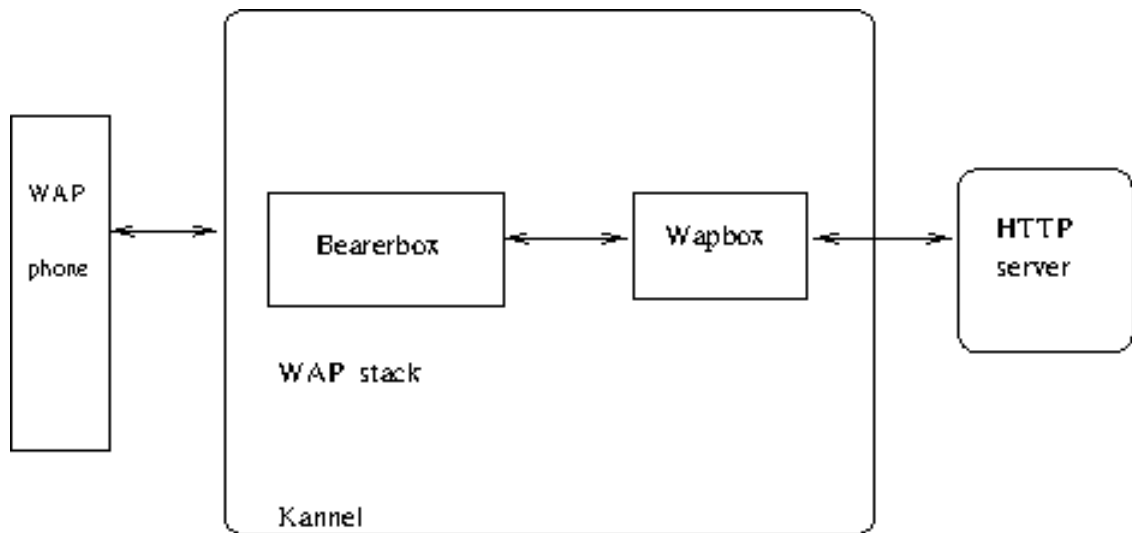 WAP
phone
Bearerbox
Wapbox
HTTP
server
WAP stack
Kannel